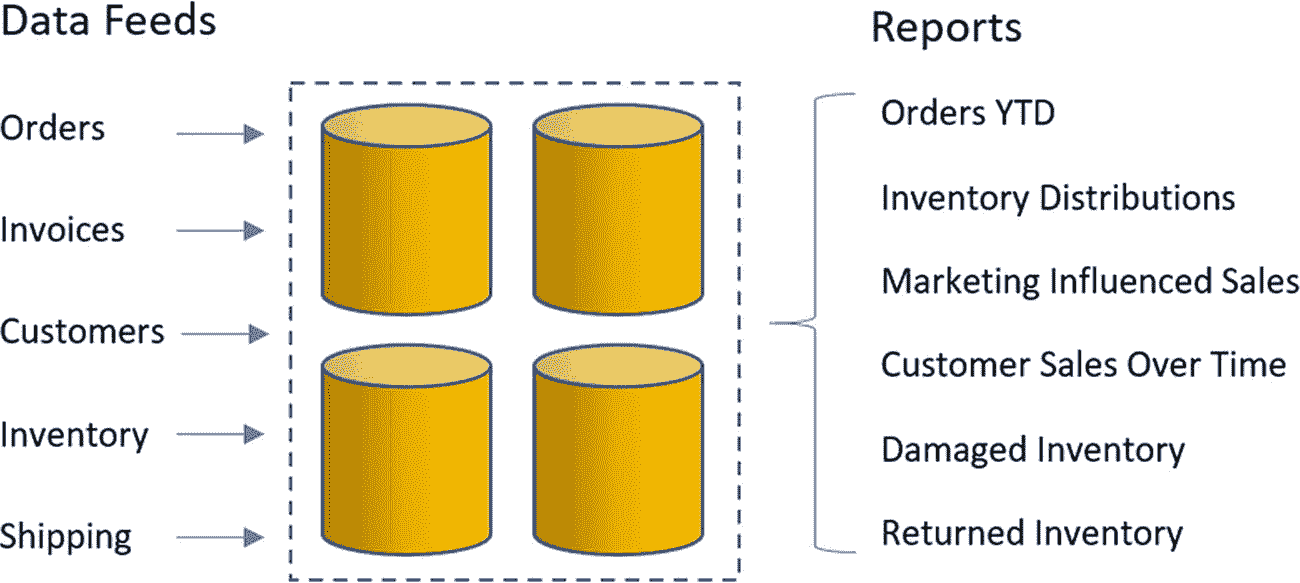 Data Feeds
Orders
Invoices
Customers
Inventory
Shipping
Reports
Orders YTD
Inventory Distributions
Marketing Influenced Sales
Customer Sales Over Time
Damaged Inventory
Returned Inventory